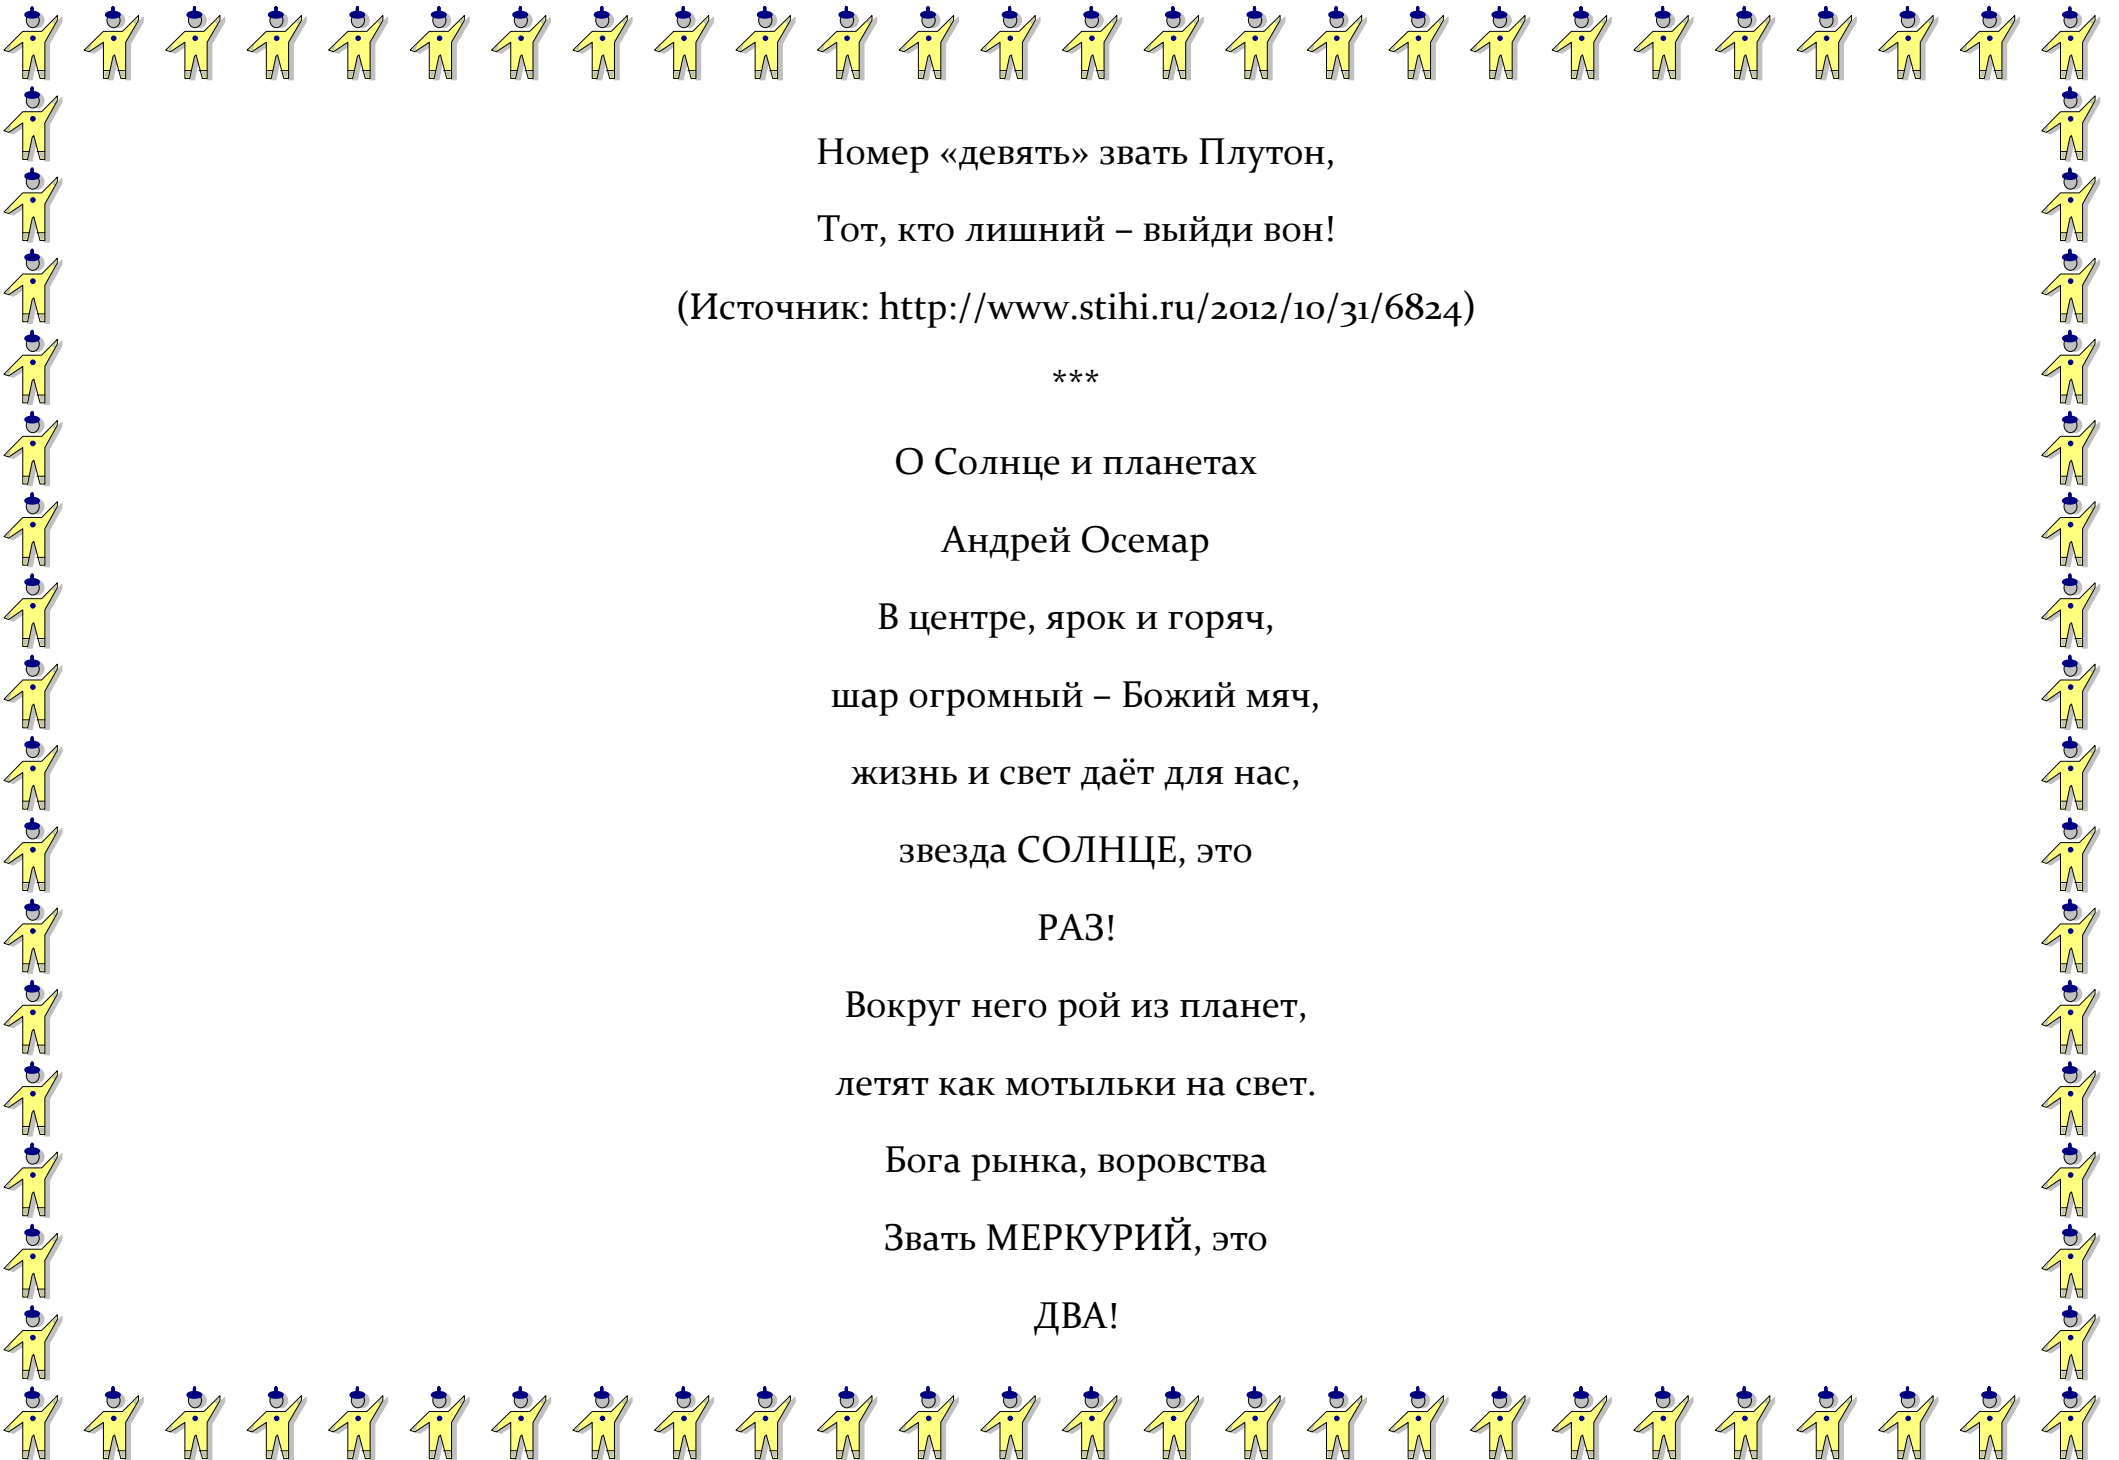 Номер «девять» звать Плутон,
Тот, кто лишний – выйди вон!
(Источник: http://www.stihi.ru/2012/10/31/6824)
***
О Солнце и планетах
Андрей Осемар
В центре, ярок и горяч,
шар огромный – Божий мяч,
жизнь и свет даёт для нас,
звезда СОЛНЦЕ, это
РАЗ!
Вокруг него рой из планет,
летят как мотыльки на свет.
Бога рынка, воровства
Звать МЕРКУРИЙ, это
ДВА!